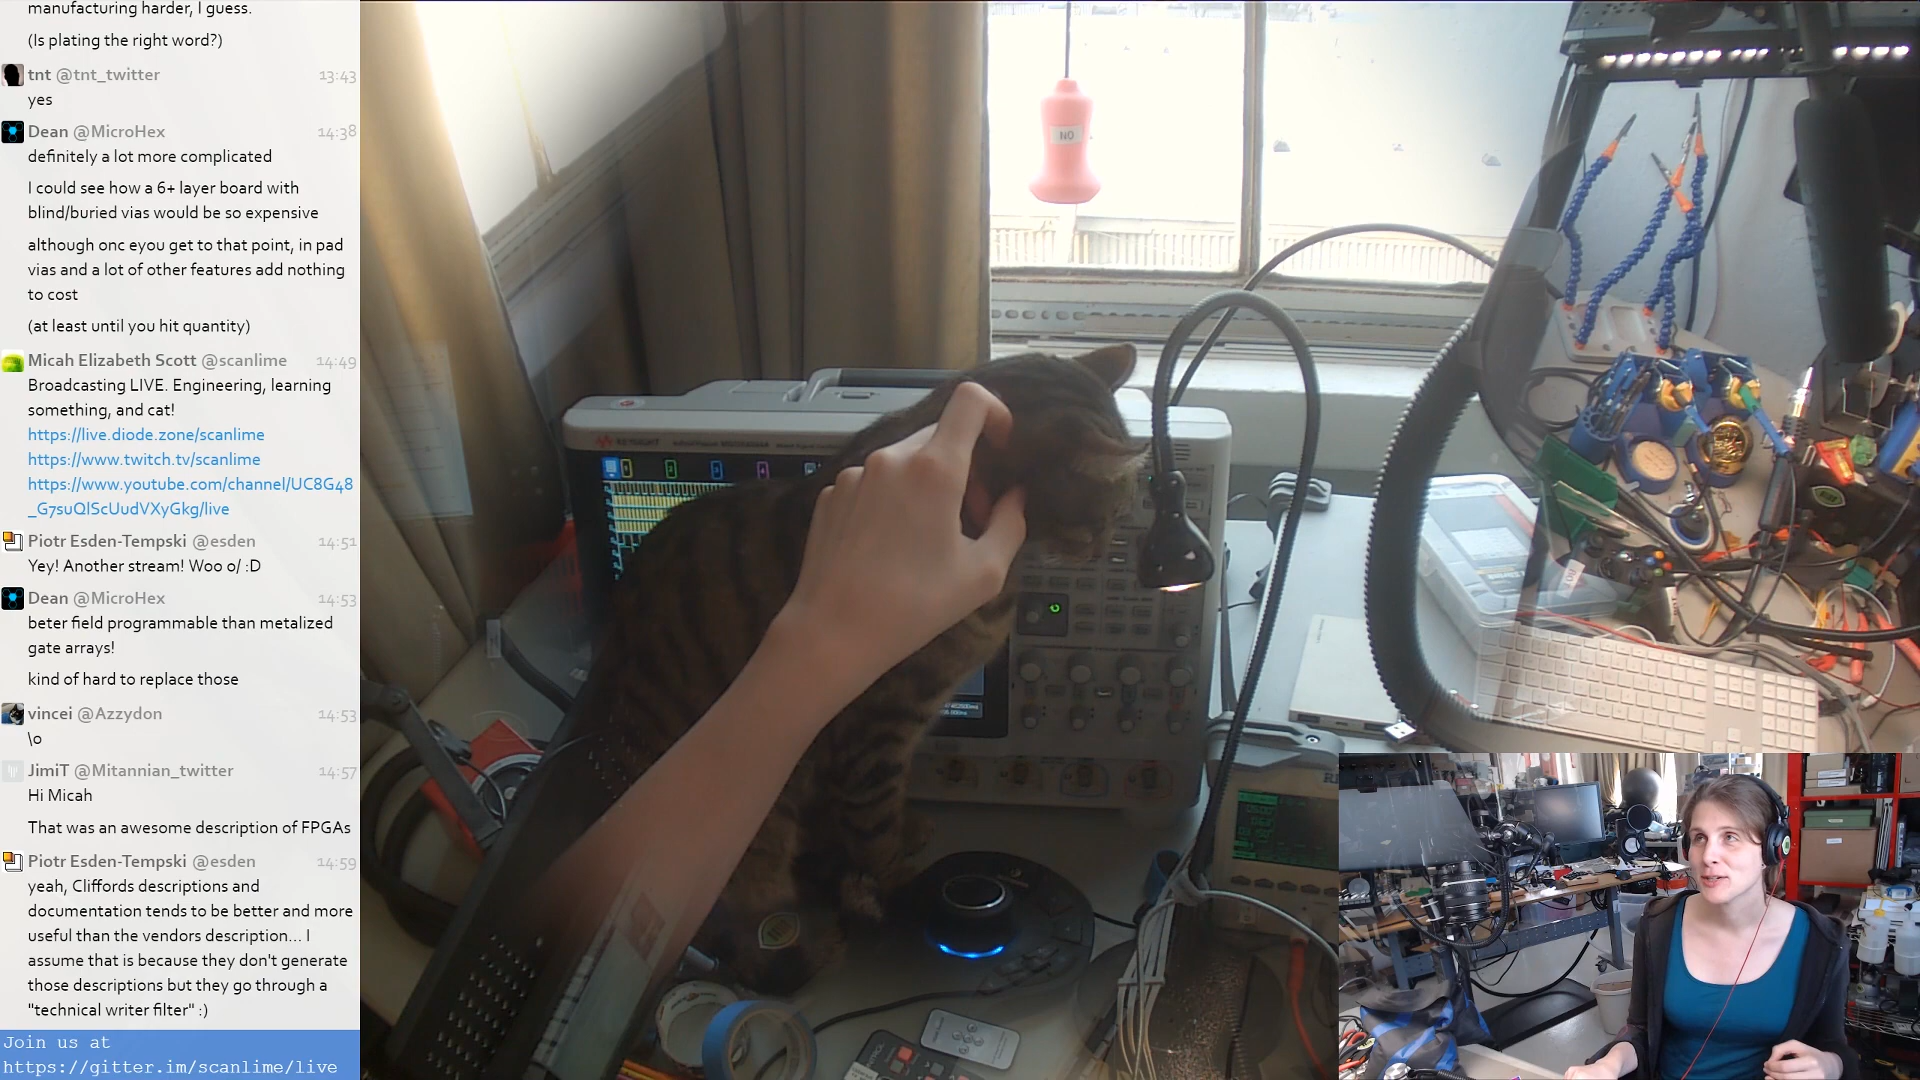 manufacturing harder, I guess.
(Is plating the right word?)
tnt @tnt_twitter 13:43
yes
Dean @MicroHex 14:38
definitely a lot more complicated
I could see how a 6+ layer board with
blind/buried vias would be so expensive
although onc eyou get to that point, in pad
vias and a lot of other features add nothing
to cost
(at least until you hit quantity)
Micah Elizabeth Scott @scanlime 14:49
Broadcasting LIVE. Engineering, learning
something, and cat!
https://live.diode.zone/scanlime
https://www.twitch.tv/scanlime
https://www.youtube.com/channel/UC8G48
_G7suQlScUudVXyGkg/live
Piotr Esden-Tempski @esden 14:51
Yey! Another stream! Woo o/ :D
Dean @MicroHex 14:53
beter field programmable than metalized
gate arrays!
kind of hard to replace those
vincei @Azzydon 14:53
\o
JimiT @Mitannian_twitter 14:57
Hi Micah
That was an awesome description of FPGAs
Piotr Esden-Tempski @esden 14:59
yeah, Cliffords descriptions and
documentation tends to be better and more
useful than the vendors description... I
assume that is because they don't generate
those descriptions but they go through a
"technical writer filter" :)
Join us at
https://gitter.im/scanlime/live
NO
KEYSIGHT